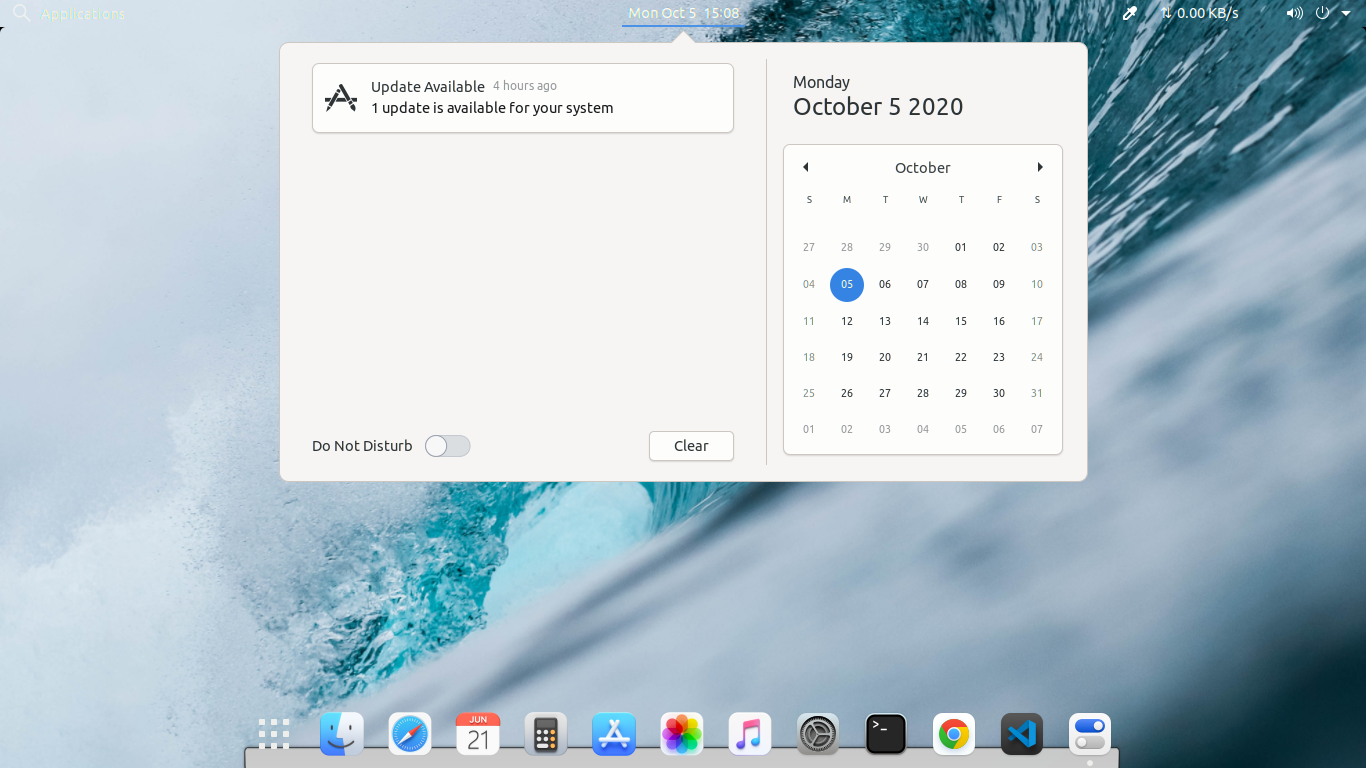 Applications
Mon Oct 5 15:08
0.00 KB/s
Update Available 4 hours ago
1 update is available for your system
Do Not Disturb
Clear
Monday
October 5 2020
October
S M T W T F S
27 28 29 30 01 02 03
04 05 06 07 08 09 10
11 12 13 14 15 16 17
18 19 20 21 22 23 24
25 26 27 28 29 30 31
01 02 03 04 05 06 07
JUN
21
>_